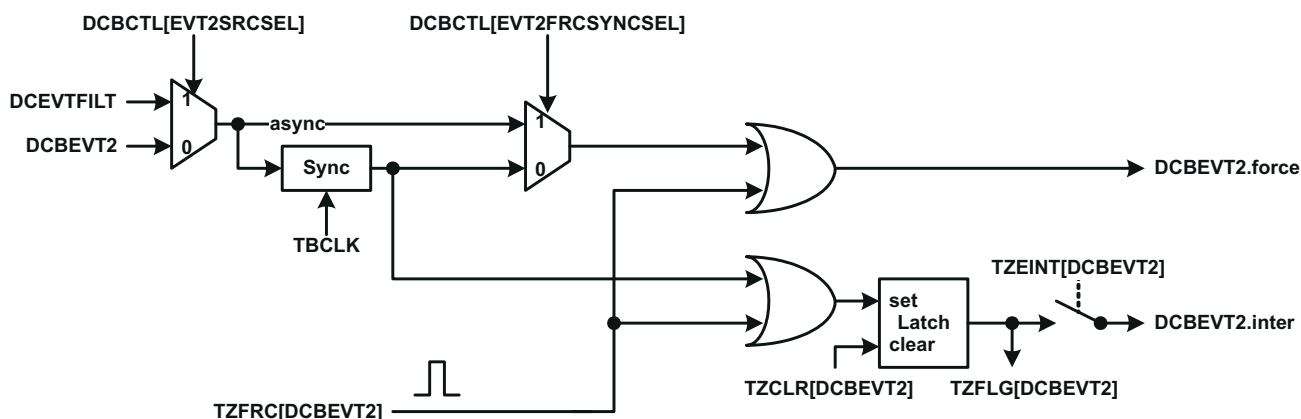 DCBCTL[EVT2SRCSEL]
DCBCTL[EVT2FRCSYNCSEL]
DCEVTFILT
1
DCBEVT2
0
async
1
0
Sync
TBCLK
DCBEVT2.force
TZEINT[DCBEVT2]
set
Latch
clear
DCBEVT2.inter
TZCLR[DCBEVT2]
TZFLG[DCBEVT2]
TZFRC[DCBEVT2]